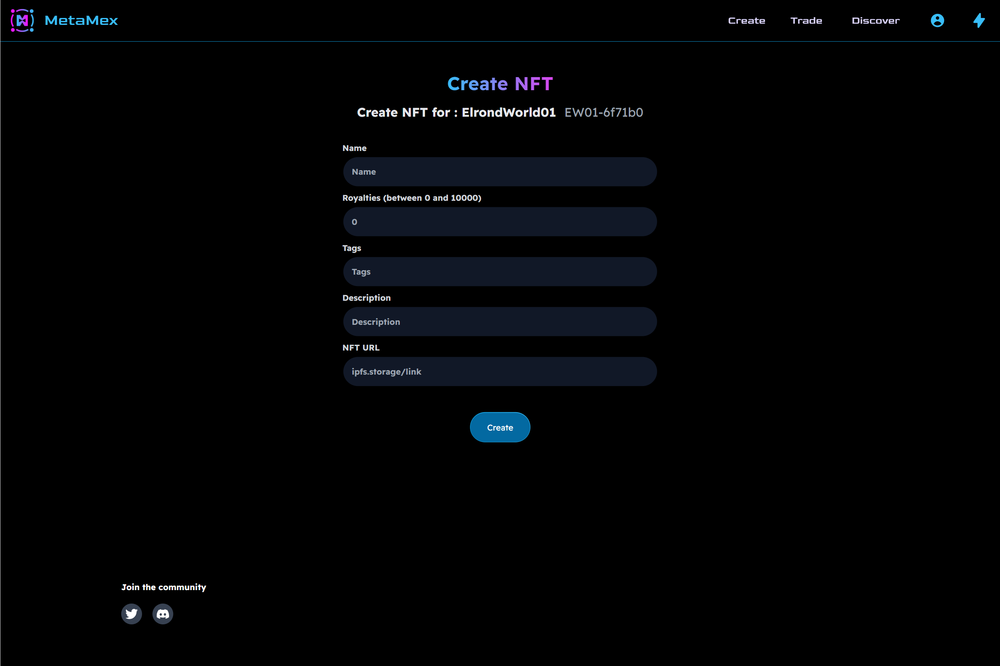 MetaMex
Create Trade Discover
Create NFT
Create NFT for : ElrondWorld01 EW01-6f71b0
Name
Name
Royalties (between 0 and 10000)
0
Tags
Tags
Description
Description
NFT URL
ipfs.storage/link
Create
Join the community